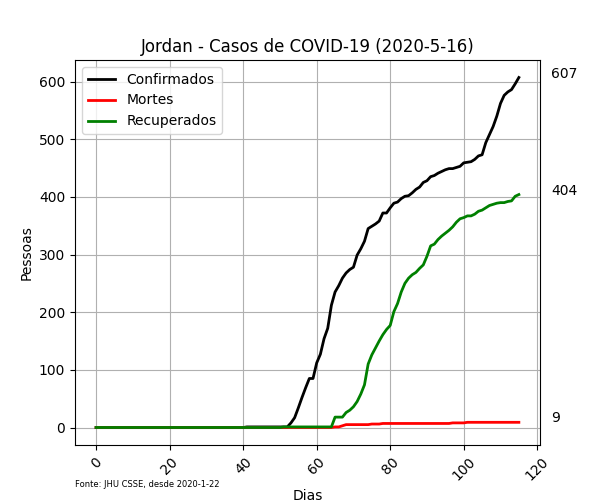 Jordan - Casos de COVID-19 (2020-5-16)
Confirmados
Mortes
Recuperados
607
404
9
Pessoas
600
500
400
300
200
100
0
0
20
40
60
80
100
120
Fonte: JHU CSSE, desde 2020-1-22
Dias